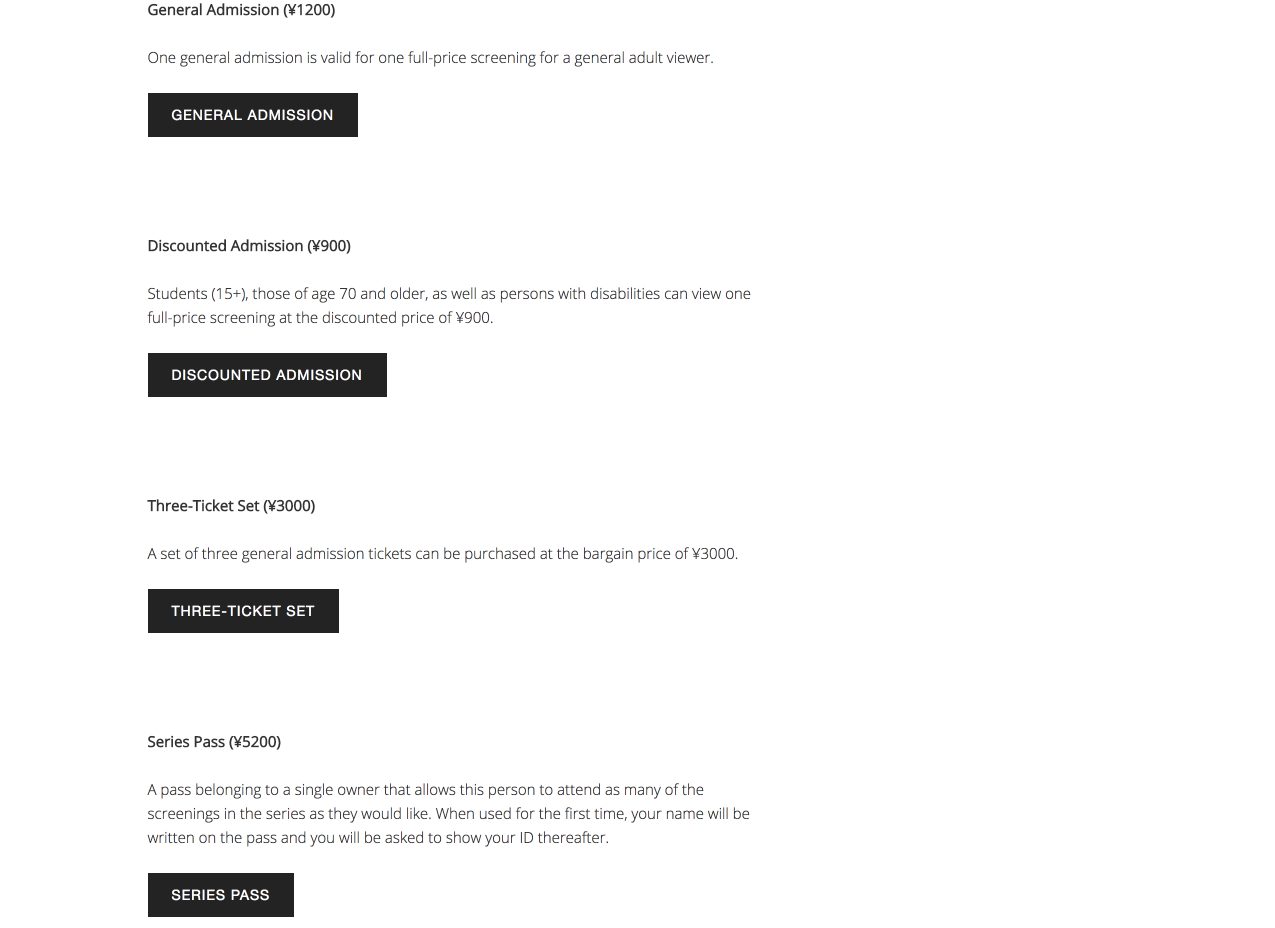 General Admission (¥1200)
One general admission is valid for one full-price screening for a general adult viewer.
GENERAL ADMISSION
Discounted Admission (¥900)
Students (15+), those of age 70 and older, as well as persons with disabilities can view one
full-price screening at the discounted price of ¥900.
DISCOUNTED ADMISSION
Three-Ticket Set (¥3000)
A set of three general admission tickets can be purchased at the bargain price of ¥3000.
THREE-TICKET SET
Series Pass (¥5200)
A pass belonging to a single owner that allows this person to attend as many of the
screenings in the series as they would like. When used for the first time, your name will be
written on the pass and you will be asked to show your ID thereafter.
SERIES PASS